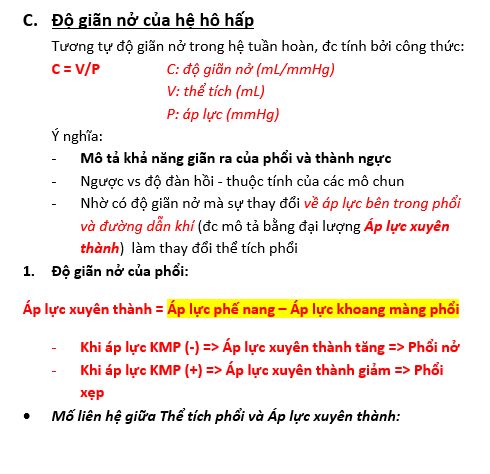 C. Độ giãn nở của hệ hô hấp
Tương tự độ giãn nở trong hệ tuần hoàn, đc tính bởi công thức:
C = V/P C: độ giãn nở (mL/mmHg)
V: thể tích (mL)
P: áp lực (mmHg)
Ý nghĩa:
- Mô tả khả năng giãn ra của phổi và thành ngực
- Ngược vs độ đàn hồi - thuộc tính của các mô chun
- Nhờ có độ giãn nở mà sự thay đổi về áp lực bên trong phổi
và đường dẫn khí (đc mô tả bằng đại lượng Áp lực xuyên
thành) làm thay đổi thể tích phổi
1. Độ giãn nở của phổi:
Áp lực xuyên thành = Áp lực phế nang – Áp lực khoang màng phổi
- Khi áp lực KMP (-) => Áp lực xuyên thành tăng => Phổi nở
- Khi áp lực KMP (+) => Áp lực xuyên thành giảm => Phổi
xẹp
• Mố liên hệ giữa Thể tích phổi và Áp lực xuyên thành: